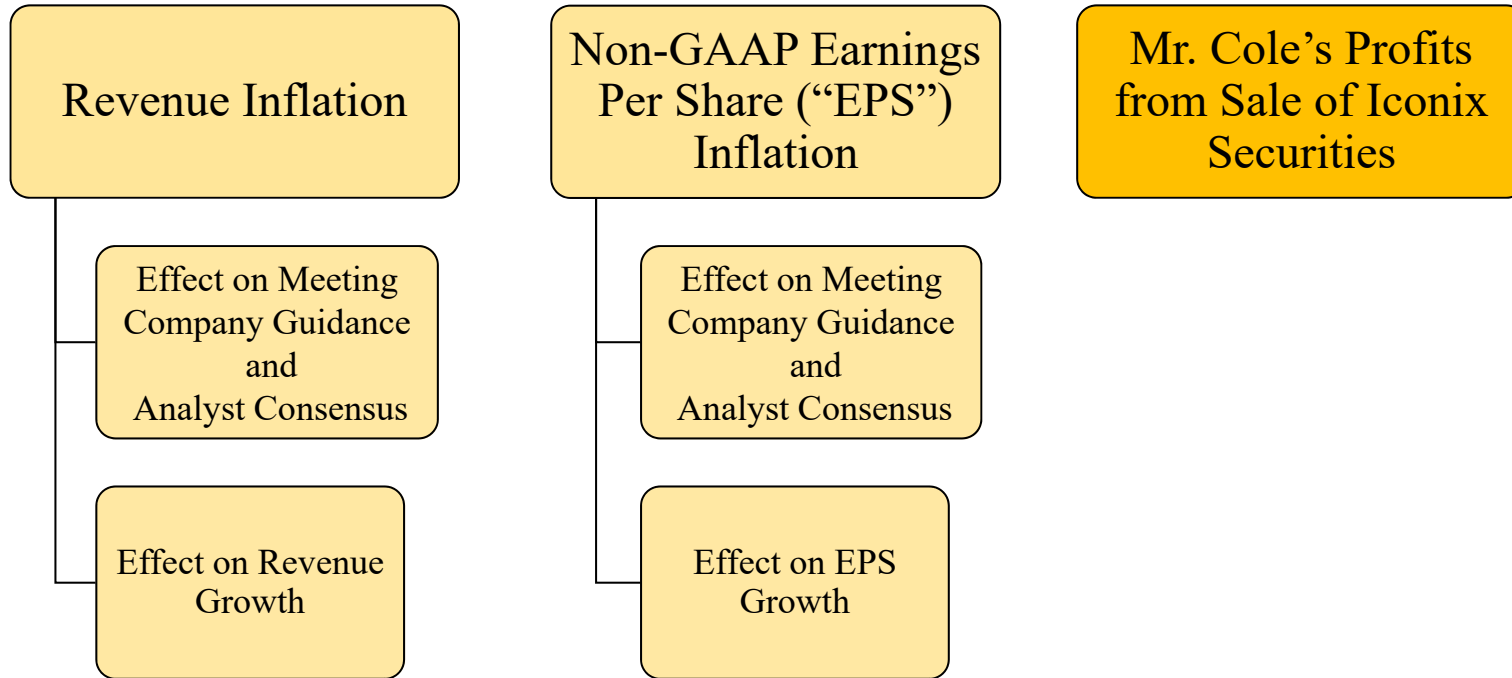 Revenue Inflation
Effect on Meeting
Company Guidance
and
Analyst Consensus
Effect on Revenue
Growth
Non-GAAP Earnings
Per Share (“EPS”)
Inflation
Effect on Meeting
Company Guidance
and
Analyst Consensus
Effect on EPS
Growth
Mr. Cole’s Profits
from Sale of Iconix
Securities